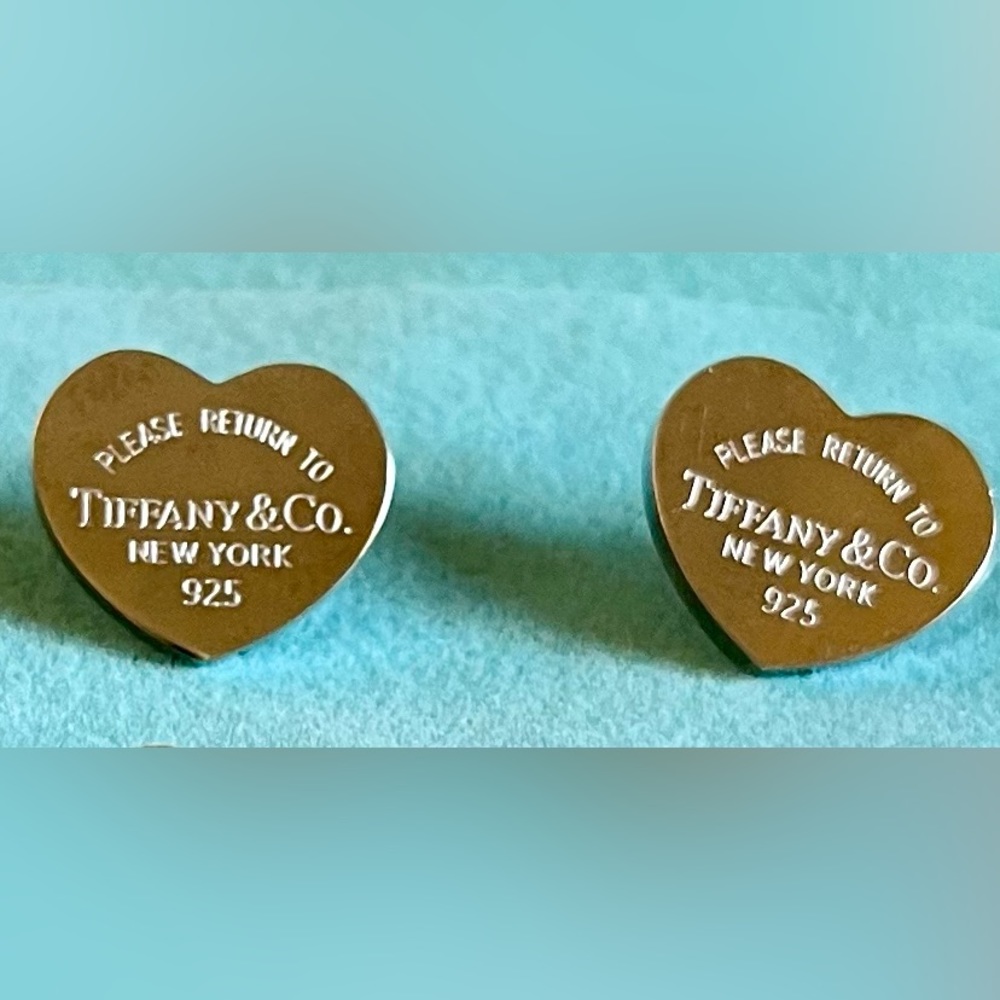 PLEASE RETURN TO
TIFFANY & CO.
NEW YORK
925
PLEASE RETURN TO
TIFFANY & CO.
NEW YORK
925